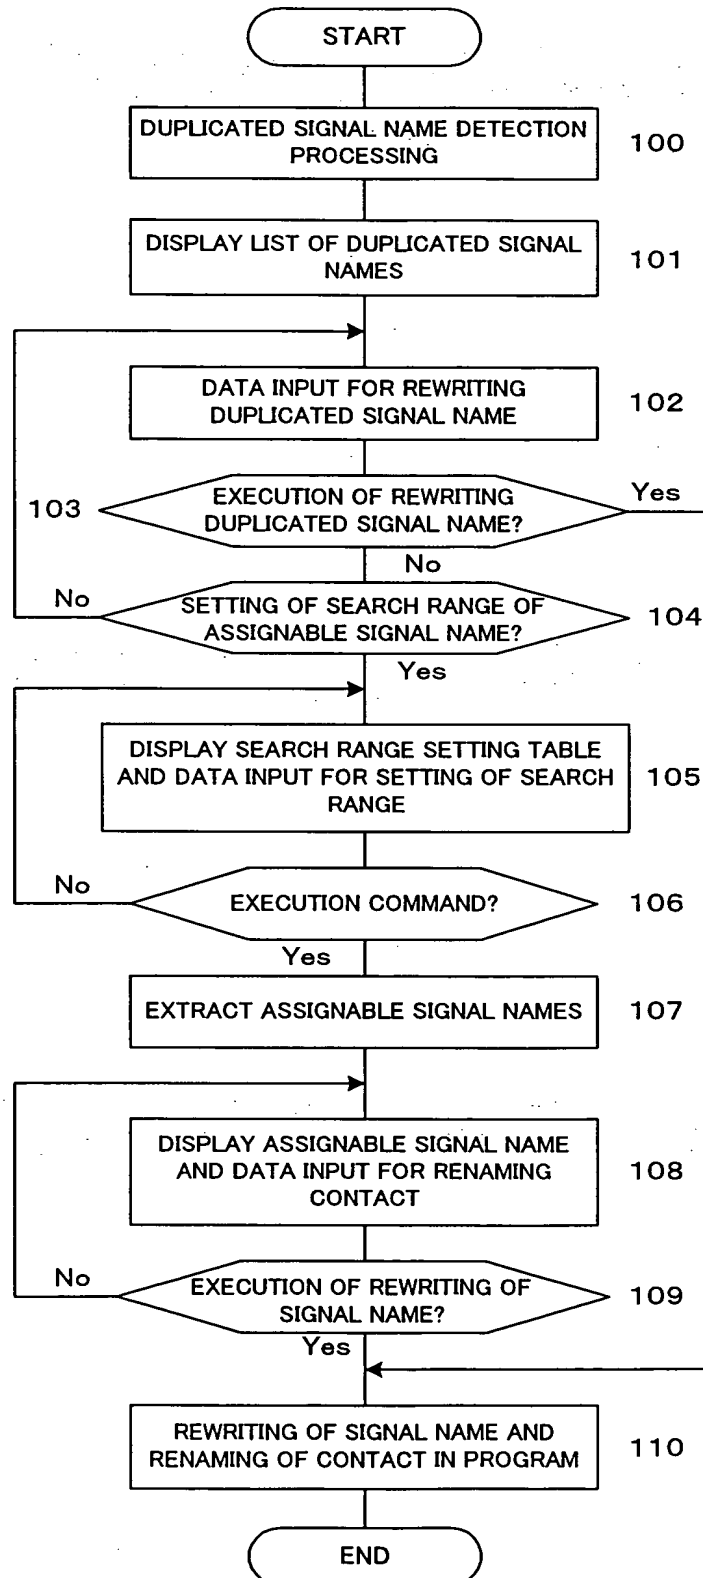 START
DUPLICATED SIGNAL NAME DETECTION
PROCESSING
100
DISPLAY LIST OF DUPLICATED SIGNAL
NAMES
101
DATA INPUT FOR REWRITING
DUPLICATED SIGNAL NAME
102
103
EXECUTION OF REWRITING
DUPLICATED SIGNAL NAME?
Yes
No
No
SETTING OF SEARCH RANGE OF
ASSIGNABLE SIGNAL NAME?
104
Yes
DISPLAY SEARCH RANGE SETTING TABLE
AND DATA INPUT FOR SETTING OF SEARCH
RANGE
105
No
EXECUTION COMMAND?
106
Yes
EXTRACT ASSIGNABLE SIGNAL NAMES
107
DISPLAY ASSIGNABLE SIGNAL NAME
AND DATA INPUT FOR RENAMING
CONTACT
108
No
EXECUTION OF REWRITING OF
SIGNAL NAME?
109
Yes
REWRITING OF SIGNAL NAME AND
RENAMING OF CONTACT IN PROGRAM
110
END